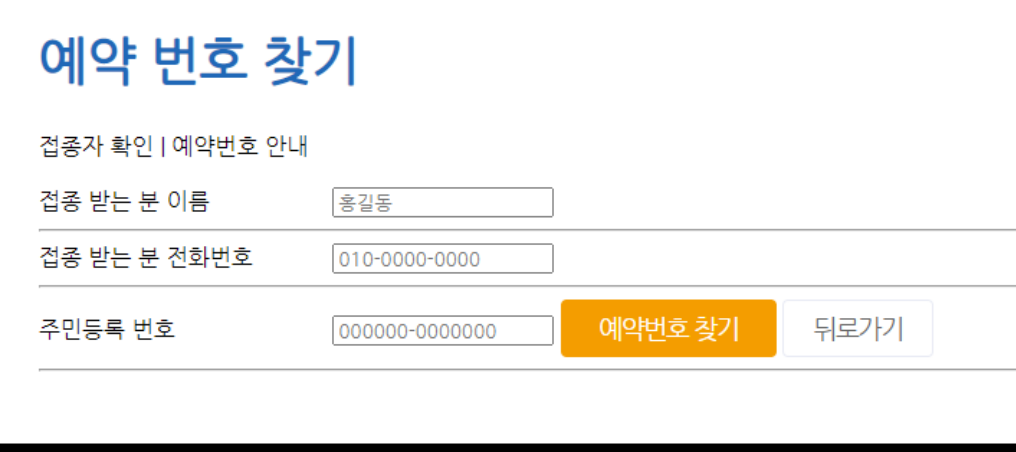 예약 번호 찾기
접종자 확인 | 예약번호 안내
접종 받는 분 이름 홍길동
접종 받는 분 전화번호 010-0000-0000
주민등록 번호 000000-0000000 예약번호 찾기 뒤로가기